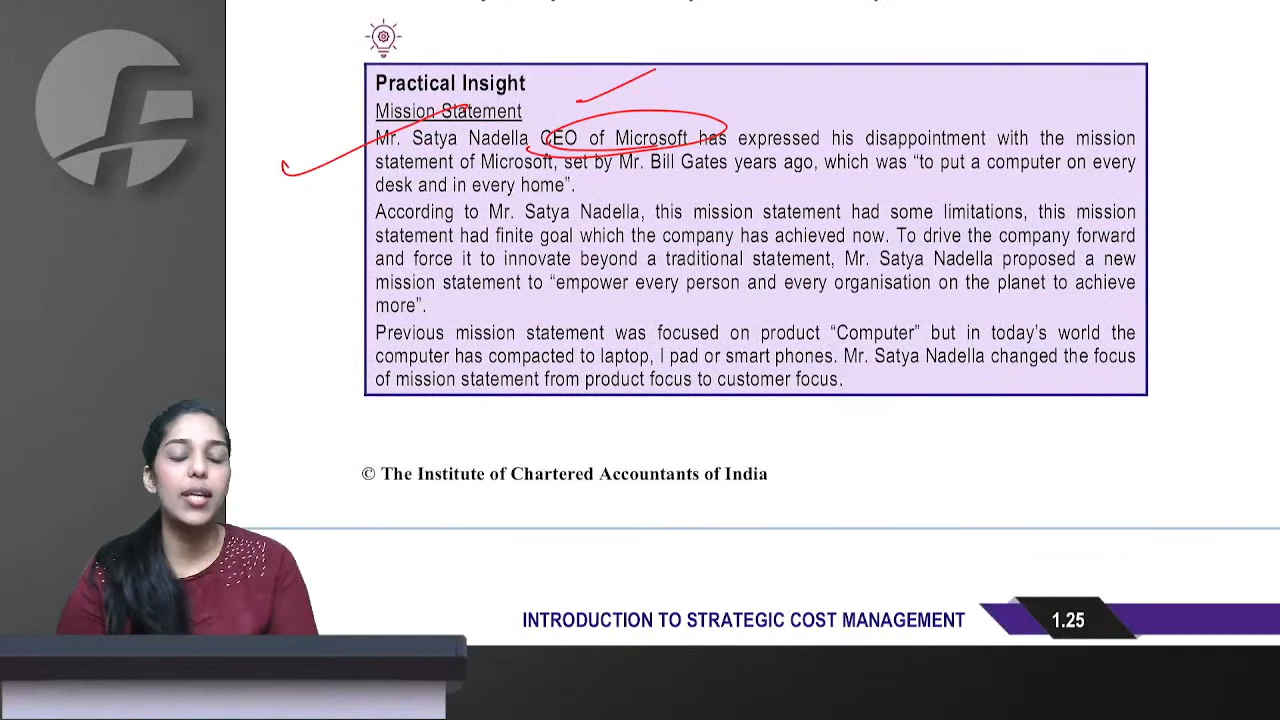 Practical Insight
Mission Statement
Mr. Satya Nadella CEO of Microsoft has expressed his disappointment with the mission
statement of Microsoft, set by Mr. Bill Gates years ago, which was “to put a computer on every
desk and in every home”.
According to Mr. Satya Nadella, this mission statement had some limitations, this mission
statement had finite goal which the company has achieved now. To drive the company forward
and force it to innovate beyond a traditional statement, Mr. Satya Nadella proposed a new
mission statement to “empower every person and every organisation on the planet to achieve
more”.
Previous mission statement was focused on product “Computer” but in today’s world the
computer has compacted to laptop, I pad or smart phones. Mr. Satya Nadella changed the focus
of mission statement from product focus to customer focus.
© The Institute of Chartered Accountants of India
INTRODUCTION TO STRATEGIC COST MANAGEMENT 1.25